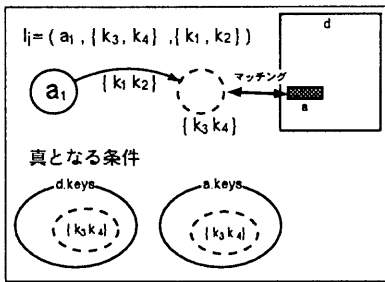 Ii=(a1, {k3, k4} ,{k1, k2})
d
a1
{k1 k2}
マッチング
a
{k3 k4}
真となる条件
d.keys
a.keys
{k3 k4}
{k3 k4}